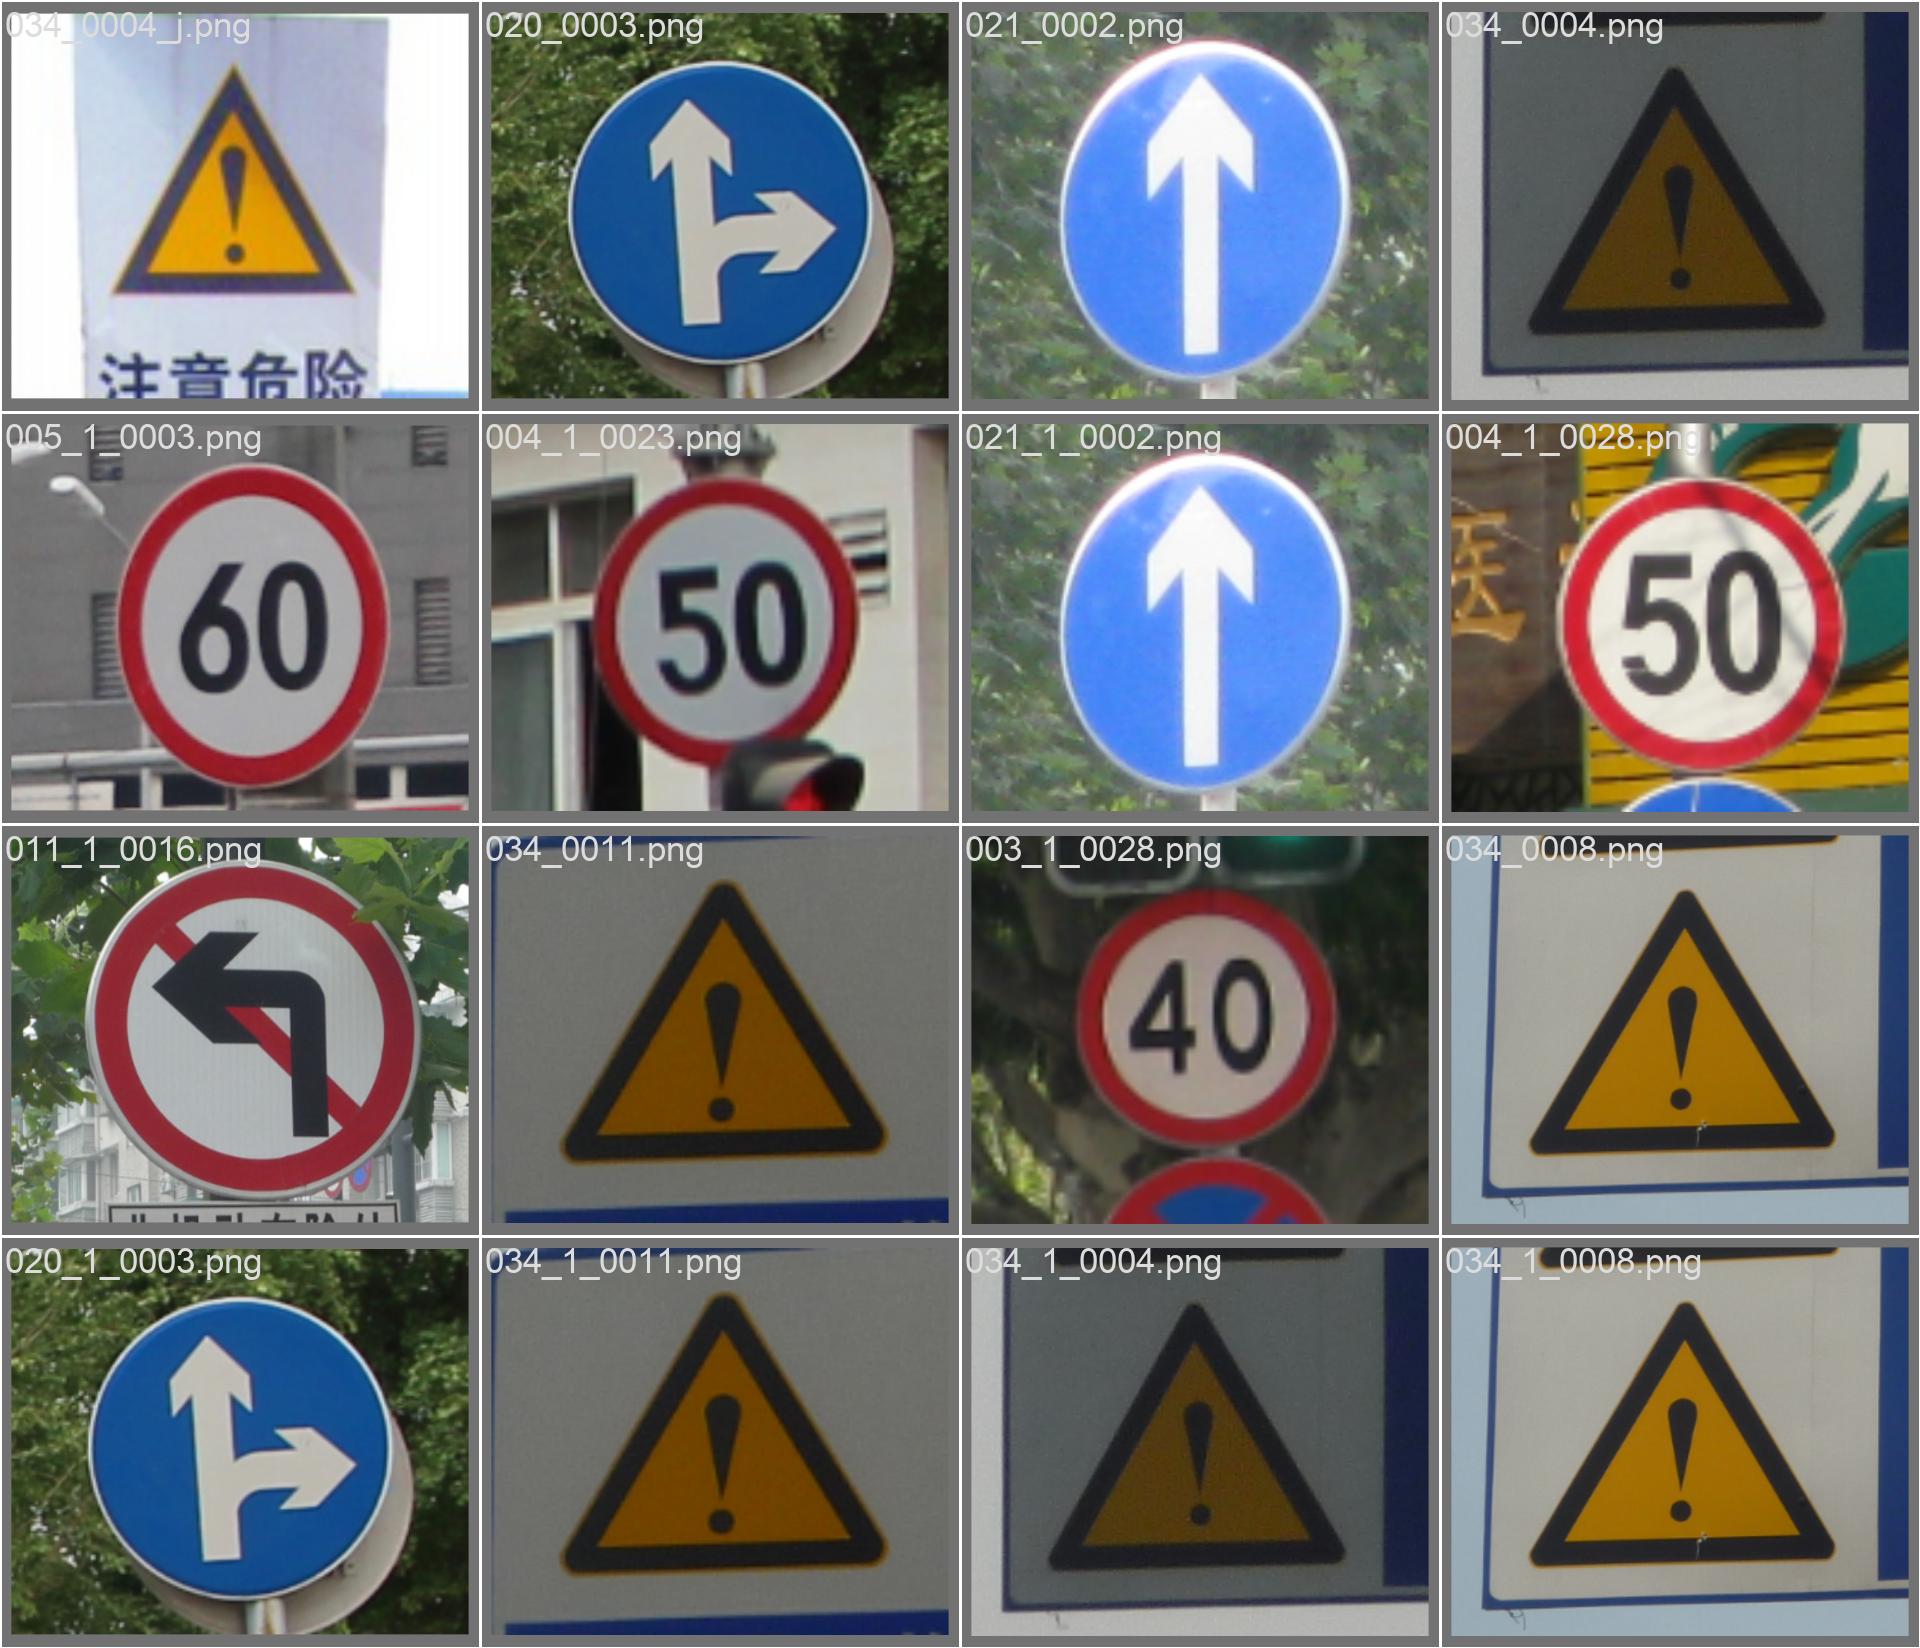 034_0004_j.png
020_0003.png
021_0002.png
034_0004.png
!
注意危险
!
005_1_0003.png
004_1_0023.png
021_1_0002.png
004_1_0028.png
60
50
医
50
011_1_0016.png
034_0011.png
003_1_0028.png
034_0008.png
!
40
!
020_1_0003.png
034_1_0011.png
034_1_0004.png
034_1_0008.png
!
!
!